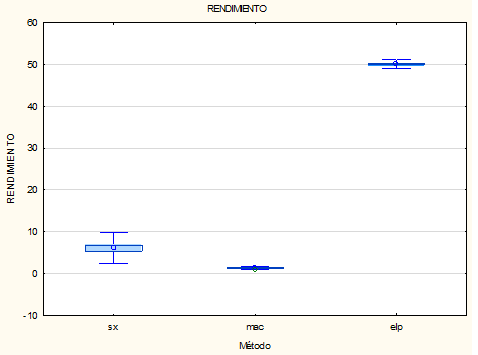 RENDIMIENTO
RENDIMIENTO
60
50
40
30
20
10
0
-10
sx
mac
elp
Método